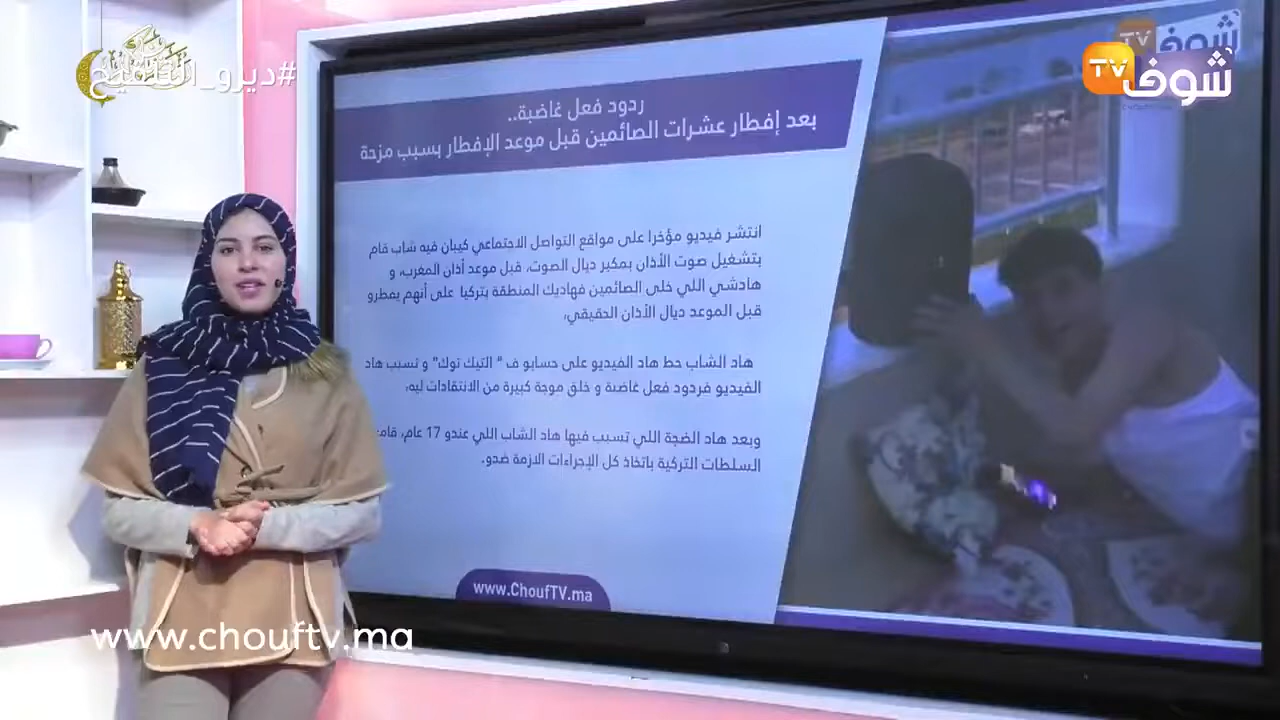 #ديرو_التاويل
TV شوف
TV شوف
ردود فعل غاضبة..
بعد إفطار عشرات الصائمين قبل موعد الإفطار بسبب مزحة
انتشر فيديو مؤخرا على مواقع التواصل الاجتماعي كيبان فيه شاب قام
بتشغيل صوت الأذان بمكبر ديال الصوت، قبل موعد أذان المغرب، و
هادشي اللي خلى الصائمين فهاديك المنطقة بتركيا على أنهم يفطرو
قبل الموعد ديال الأذان الحقيقي،
هاد الشاب حط هاد الفيديو على حسابو ف " التيك توك" و تسبب هاد
الفيديو فردود فعل غاضبة و خلق موجة كبيرة من الانتقادات ليه،
وبعد هاد الضجة اللي تسبب فيها هاد الشاب اللي عندو 17 عام، قامت
السلطات التركية باتخاذ كل الإجراءات الازمة ضدو.
www.ChoufTV.ma
www.chouftv.ma